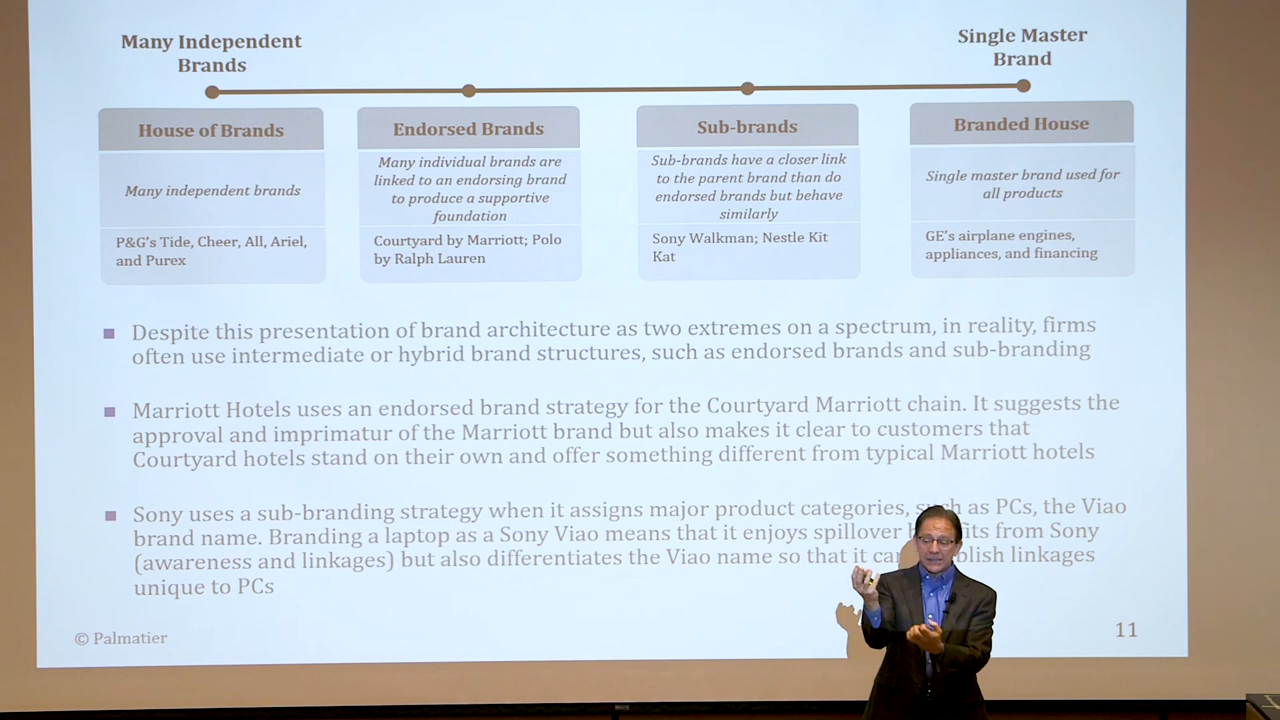 Many Independent
Brands
Single Master
Brand
House of Brands
Many independent brands
P&G's Tide, Cheer, All, Ariel,
and Purex
Endorsed Brands
Many individual brands are
linked to an endorsing brand
to produce a supportive
foundation
Courtyard by Marriott; Polo
by Ralph Lauren
Sub-brands
Sub-brands have a closer link
to the parent brand than do
endorsed brands but behave
similarly
Sony Walkman; Nestle Kit
Kat
Branded House
Single master brand used for
all products
GE's airplane engines,
appliances, and financing
Despite this presentation of brand architecture as two extremes on a spectrum, in reality, firms
often use intermediate or hybrid brand structures, such as endorsed brands and sub-branding
Marriott Hotels uses an endorsed brand strategy for the Courtyard Marriott chain. It suggests the
approval and imprimatur of the Marriott brand but also makes it clear to customers that
Courtyard hotels stand on their own and offer something different from typical Marriott hotels
Sony uses a sub-branding strategy when it assigns major product categories, as PCs, the Viao
brand name. Branding a laptop as a Sony Viao means that it enjoys spillover from Sony
(awareness and linkages) but also differentiates the Viao name so that it linkages
unique to PCs
© Palmatier
11